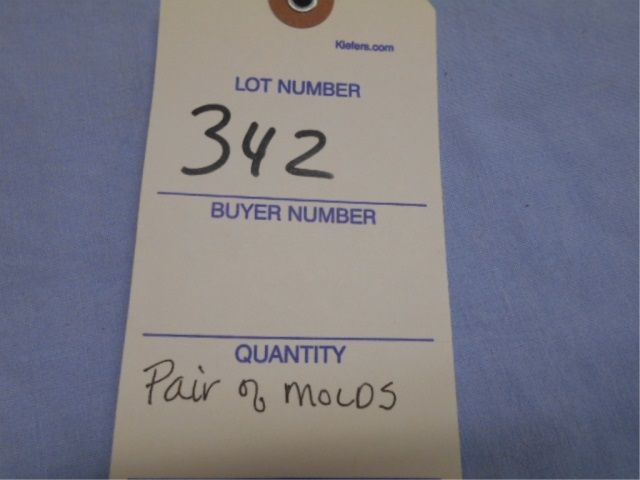 Kiefers.com
LOT NUMBER
342
BUYER NUMBER
QUANTITY
Pair of MOLDS